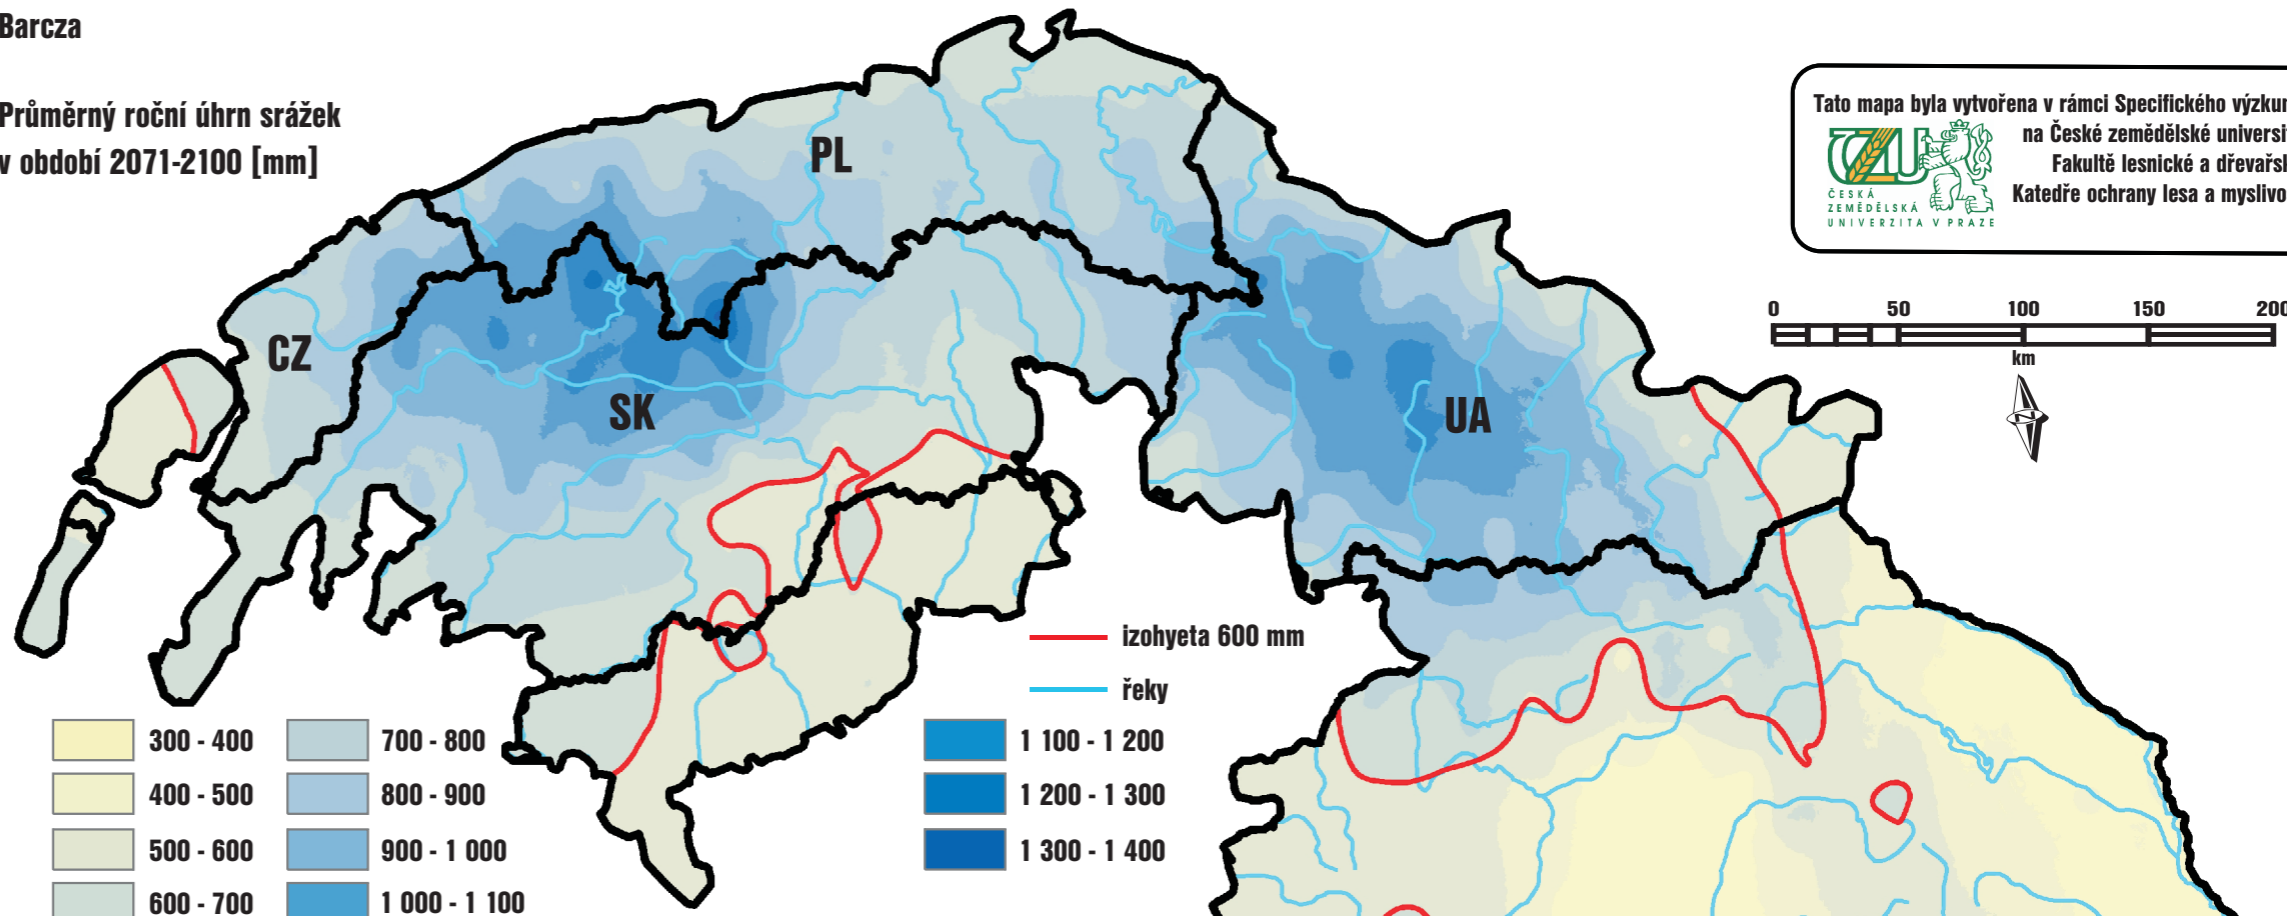 Barcza
Průměrný roční úhrn srážek
v období 2071-2100 [mm]
Tato mapa byla vytvořena v rámci Specifického výzkum
na České zemědělské universit
Fakultě lesnické a dřevařsk
Katedře ochrany lesa a myslivo
ČZU
ČESKÁ
ZEMĚDĚLSKÁ
UNIVERZITA V PRAZE
0 50 100 150 200
km
N
PL
CZ
SK
UA
izohyeta 600 mm
řeky
300 - 400
400 - 500
500 - 600
600 - 700
700 - 800
800 - 900
900 - 1 000
1 000 - 1 100
1 100 - 1 200
1 200 - 1 300
1 300 - 1 400